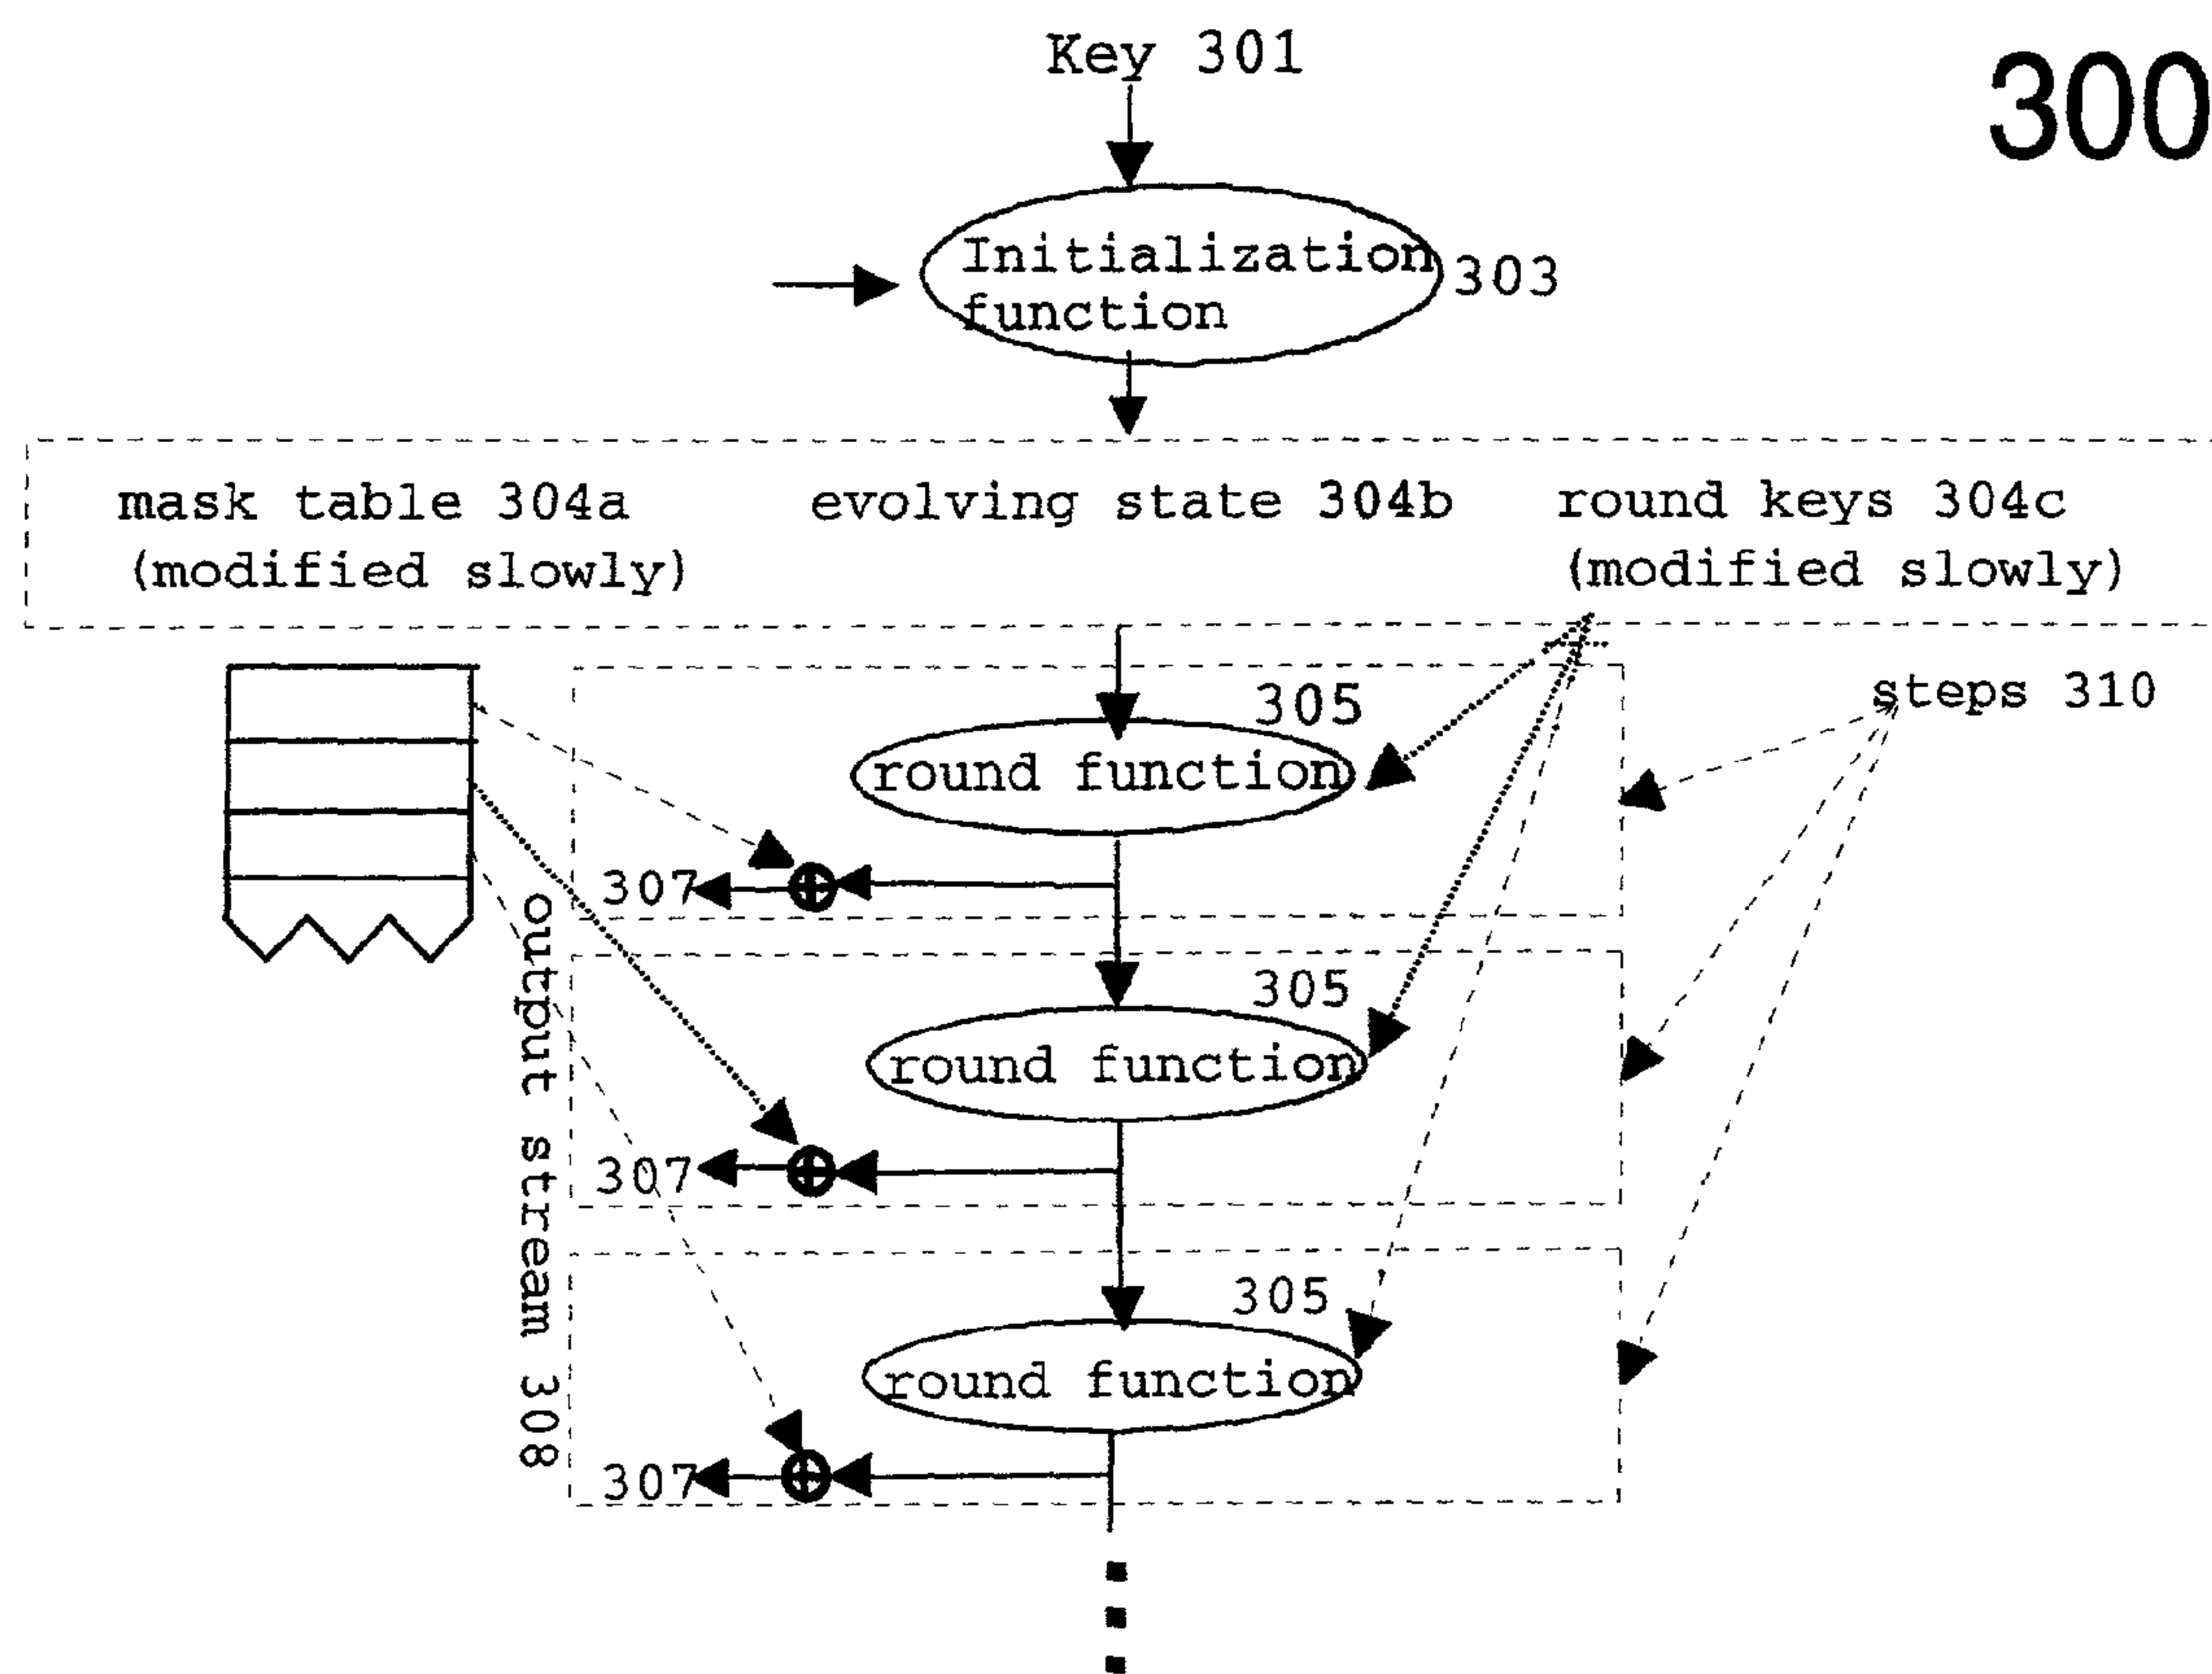 Key 301
300
Initialization
function
303
mask table 304a
(modified slowly)
evolving state 304b
round keys 304c
(modified slowly)
steps 310
305
round function
307
output stream 308
305
round function
307
305
round function
307